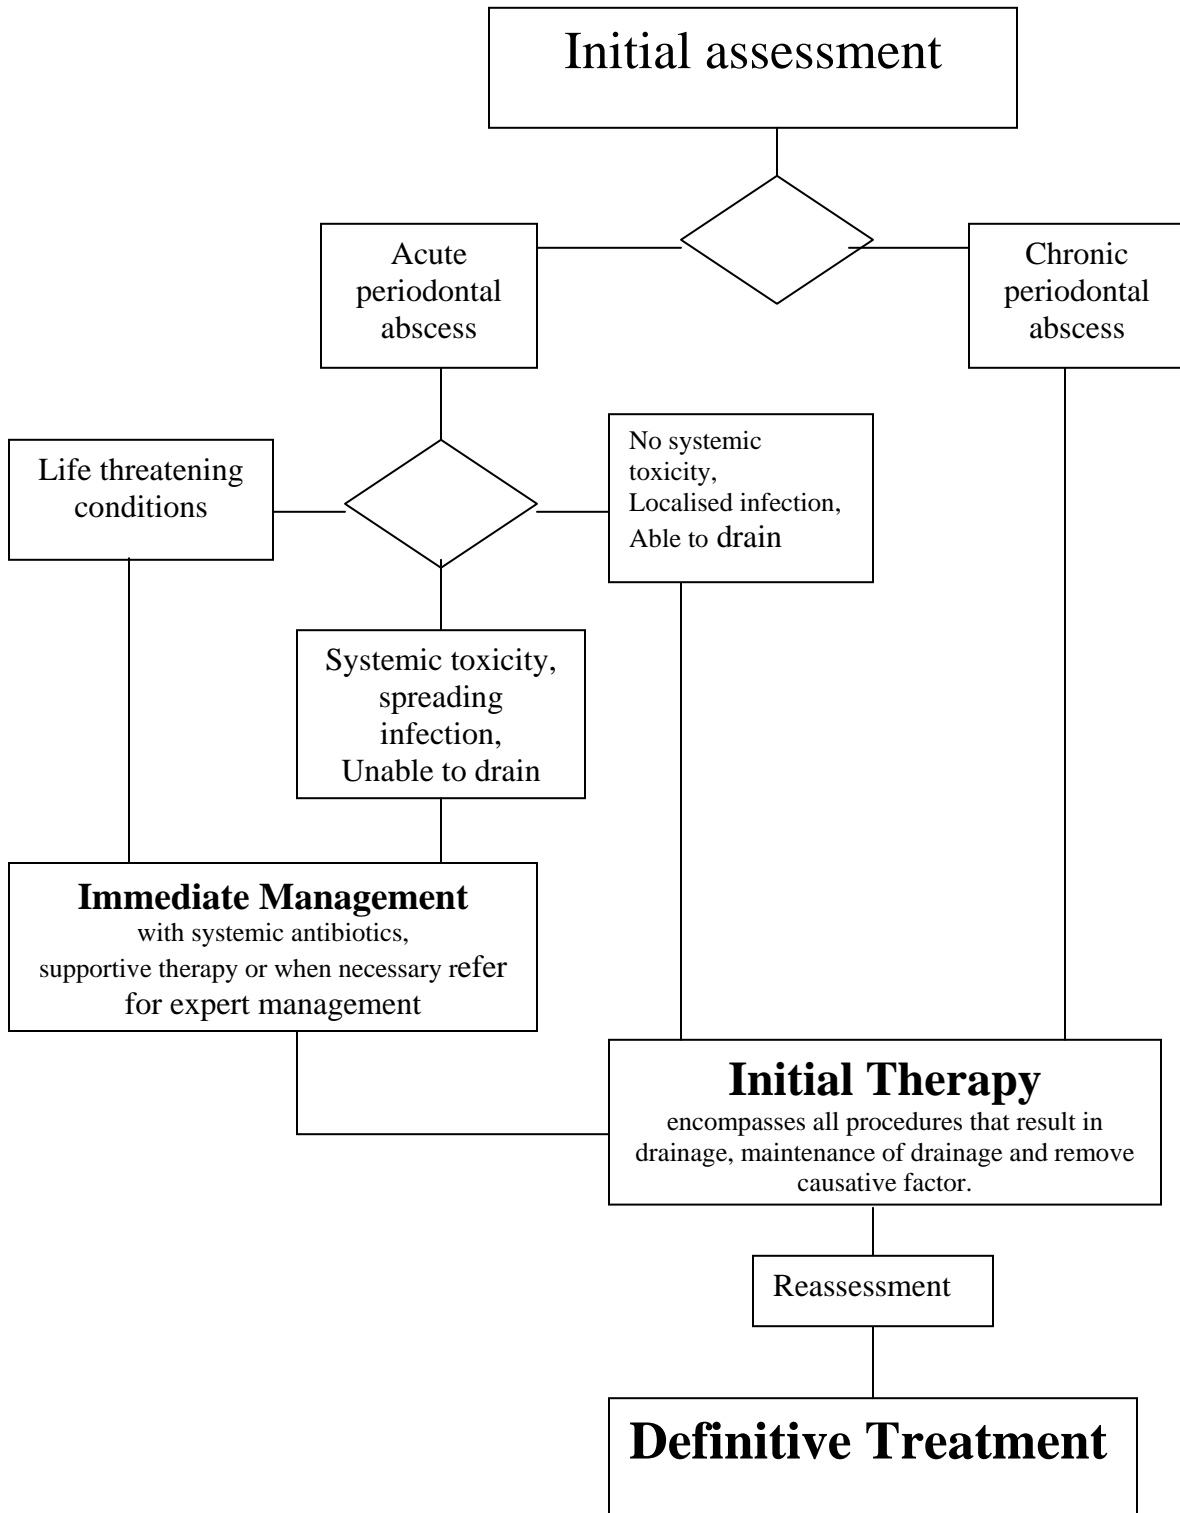 Initial assessment
Acute
periodontal
abscess
Chronic
periodontal
abscess
Life threatening
conditions
No systemic
toxicity,
Localised infection,
Able to drain
Systemic toxicity,
spreading
infection,
Unable to drain
Immediate Management
with systemic antibiotics,
supportive therapy or when necessary refer
for expert management
Initial Therapy
encompasses all procedures that result in
drainage, maintenance of drainage and remove
causative factor.
Reassessment
Definitive Treatment